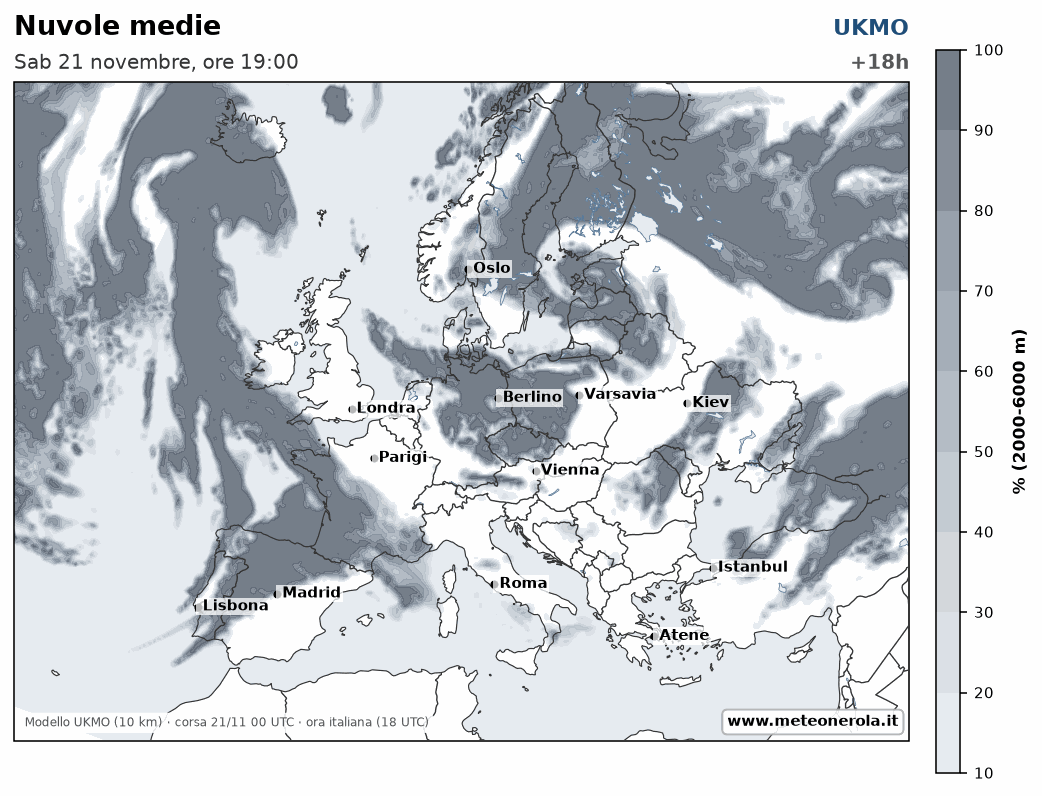 Nuvole medie
UKMO
Sab 21 novembre, ore 19:00
+18h
100
90
80
70
60
50
40
30
20
10
% (2000-6000 m)
Oslo
Berlino
Varsavia
Kiev
Londra
Parigi
Vienna
Istanbul
Roma
Madrid
Lisbona
Atene
Modello UKMO (10 km) · corsa 21/11 00 UTC · ora italiana (18 UTC)
www.meteonerola.it